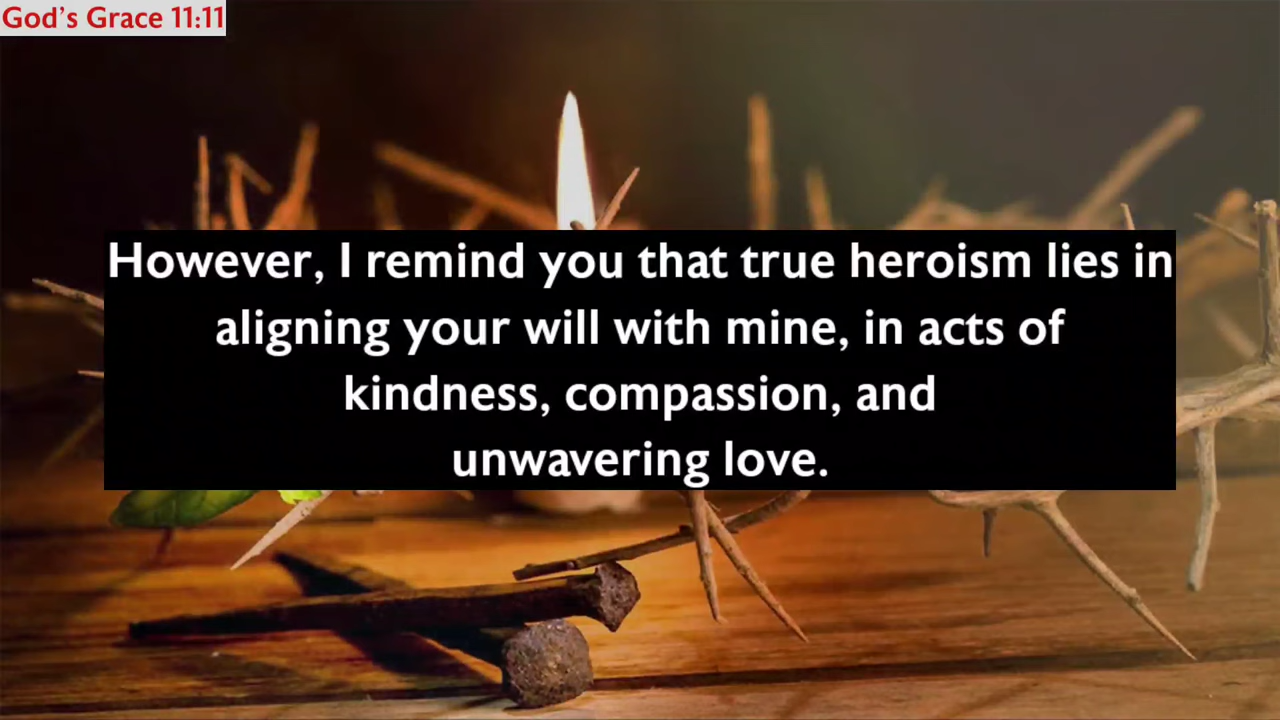 God's Grace 11:11
However, I remind you that true heroism lies in
aligning your will with mine, in acts of
kindness, compassion, and
unwavering love.